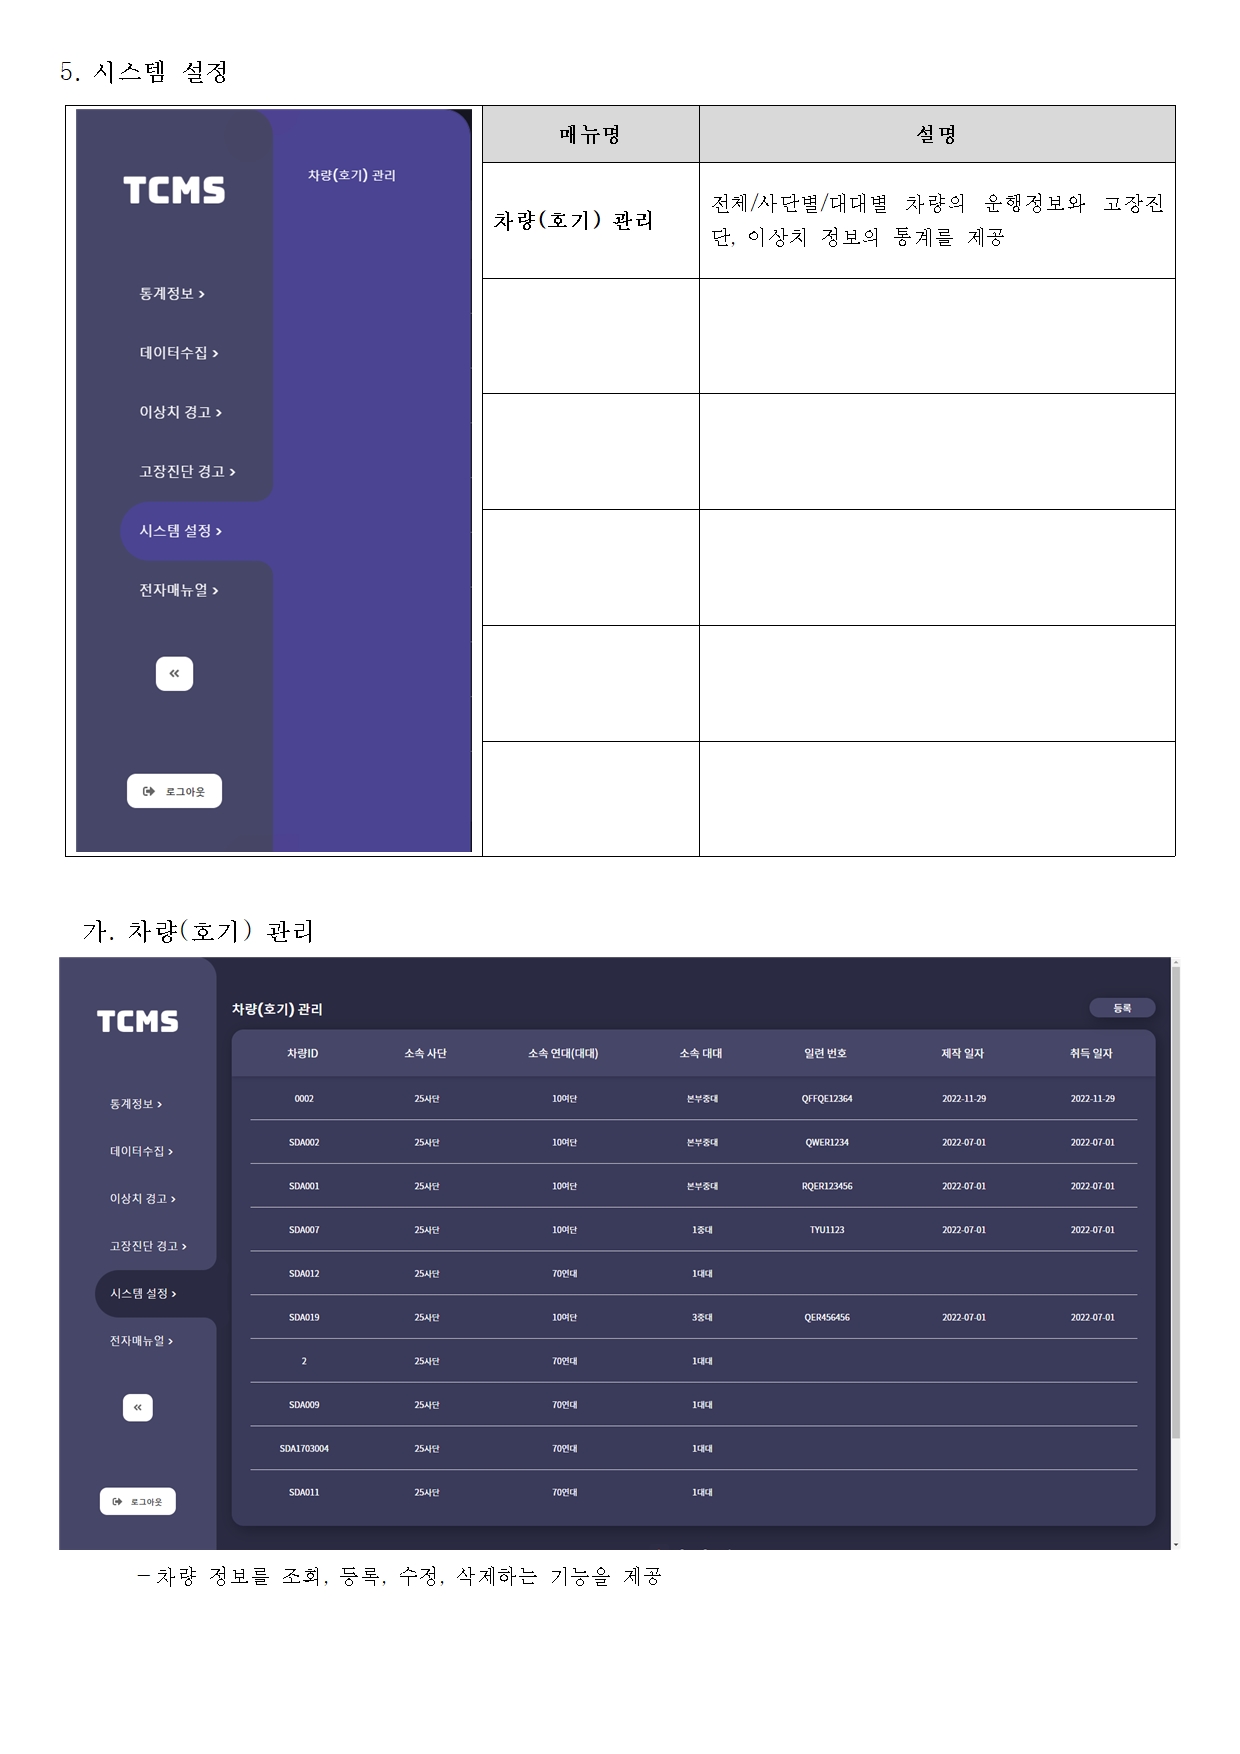 5. 시스템 설정
TCMS
차량(호기) 관리
통계정보 >
데이터수집 >
이상치 경고 >
고장진단 경고 >
시스템 설정 >
전자매뉴얼 >
«
로그아웃
메뉴명 설명
차량(호기) 관리
전체/사단별/대대별 차량의 운행정보와 고장진
단, 이상치 정보의 통계를 제공
가. 차량(호기) 관리
TCMS
통계정보 >
데이터수집 >
이상치 경고 >
고장진단 경고 >
시스템 설정 >
전자매뉴얼 >
«
로그아웃
차량(호기) 관리 등록
차량ID 소속 사단 소속 연대(대대) 소속 대대 일련 번호 제작 일자 취득 일자
0002 25사단 10여단 본부중대 QFFQE12364 2022-11-29 2022-11-29
SDA002 25사단 10여단 본부중대 QWER1234 2022-07-01 2022-07-01
SDA001 25사단 10여단 본부중대 RQER123456 2022-07-01 2022-07-01
SDA007 25사단 10여단 1중대 TYU1123 2022-07-01 2022-07-01
SDA012 25사단 70연대 1대대
SDA019 25사단 10여단 3중대 QER456456 2022-07-01 2022-07-01
2 25사단 70연대 1대대
SDA009 25사단 70연대 1대대
SDA1703004 25사단 70연대 1대대
SDA011 25사단 70연대 1대대
- 차량 정보를 조회, 등록, 수정, 삭제하는 기능을 제공